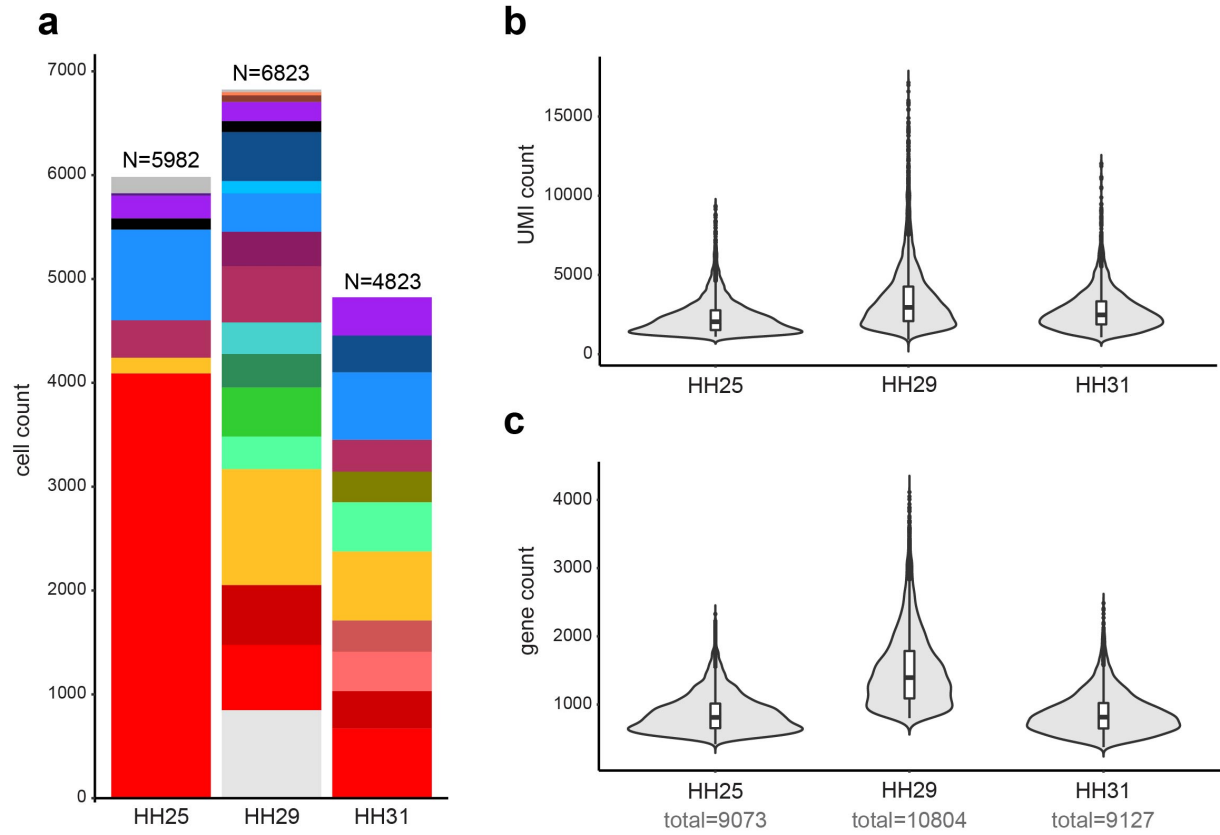 a
cell count
7000
6000
5000
4000
3000
2000
1000
0
N=5982
N=6823
N=4823
HH25 HH29 HH31
b
UMI count
15000
10000
5000
0
HH25 HH29 HH31
c
gene count
4000
3000
2000
1000
HH25 HH29 HH31
total=9073 total=10804 total=9127